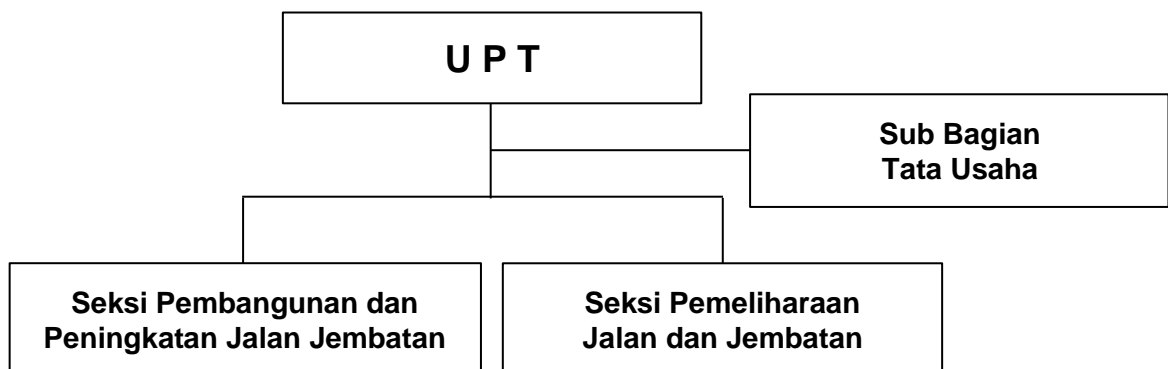 U P T
Sub Bagian
Tata Usaha
Seksi Pembangunan dan
Peningkatan Jalan Jembatan
Seksi Pemeliharaan
Jalan dan Jembatan